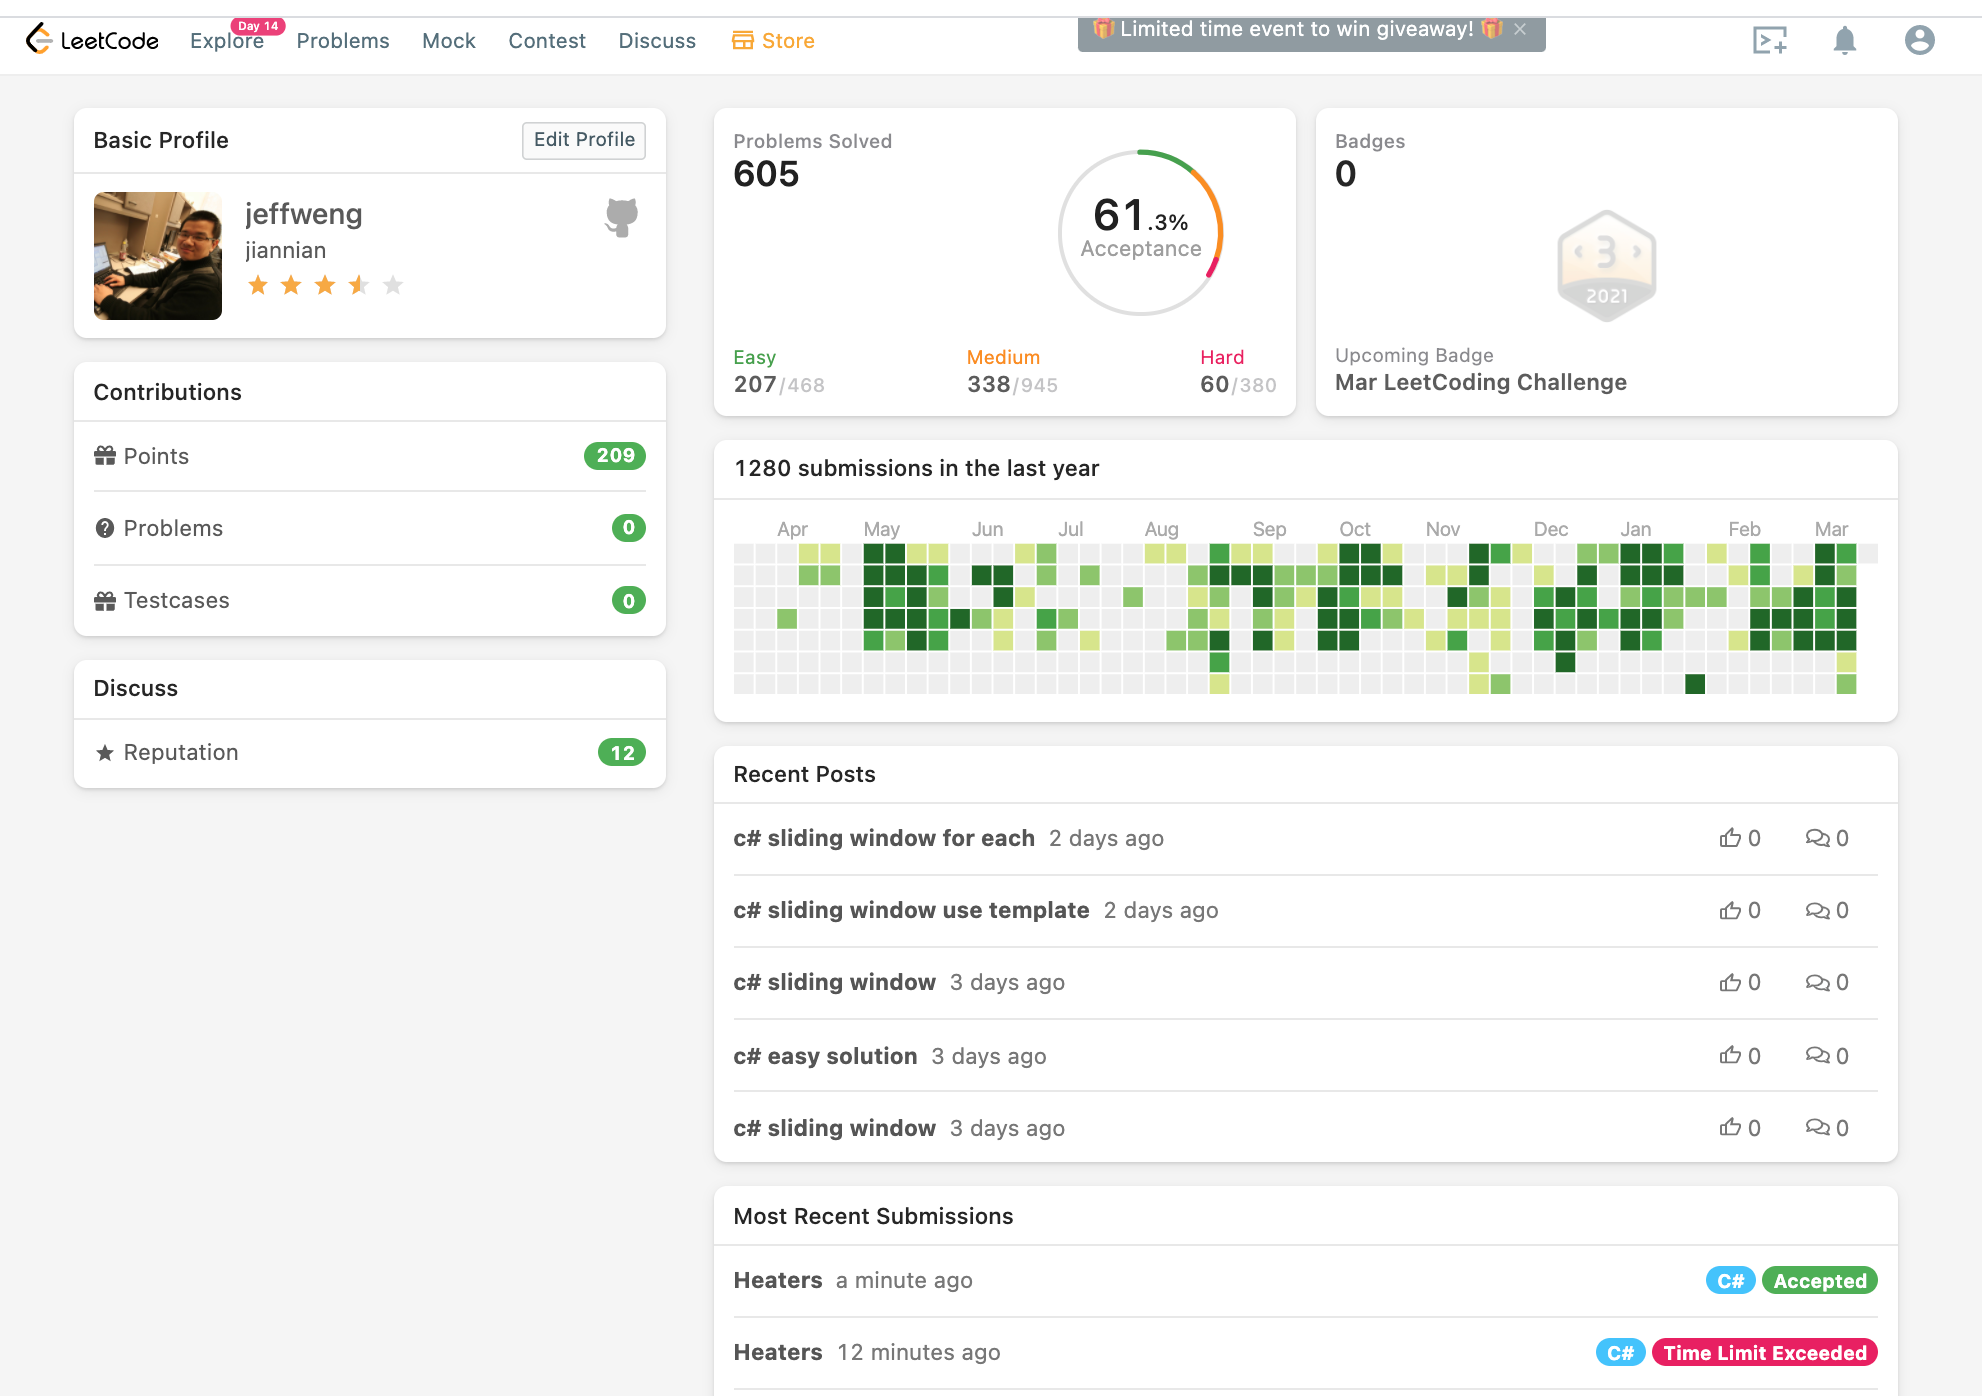 LeetCode Explore Day 14 Problems Mock Contest Discuss Store
Limited time event to win giveaway!
Basic Profile
Edit Profile
jeffweng
jiannian
Contributions
Points 209
Problems 0
Testcases 0
Discuss
Reputation 12
Problems Solved
605
61.3%
Acceptance
Easy Medium Hard
207/468 338/945 60/380
Badges
0
3
2021
Upcoming Badge
Mar LeetCoding Challenge
1280 submissions in the last year
Apr May Jun Jul Aug Sep Oct Nov Dec Jan Feb Mar
Recent Posts
c# sliding window for each 2 days ago 0 0
c# sliding window use template 2 days ago 0 0
c# sliding window 3 days ago 0 0
c# easy solution 3 days ago 0 0
c# sliding window 3 days ago 0 0
Most Recent Submissions
Heaters a minute ago C# Accepted
Heaters 12 minutes ago C# Time Limit Exceeded